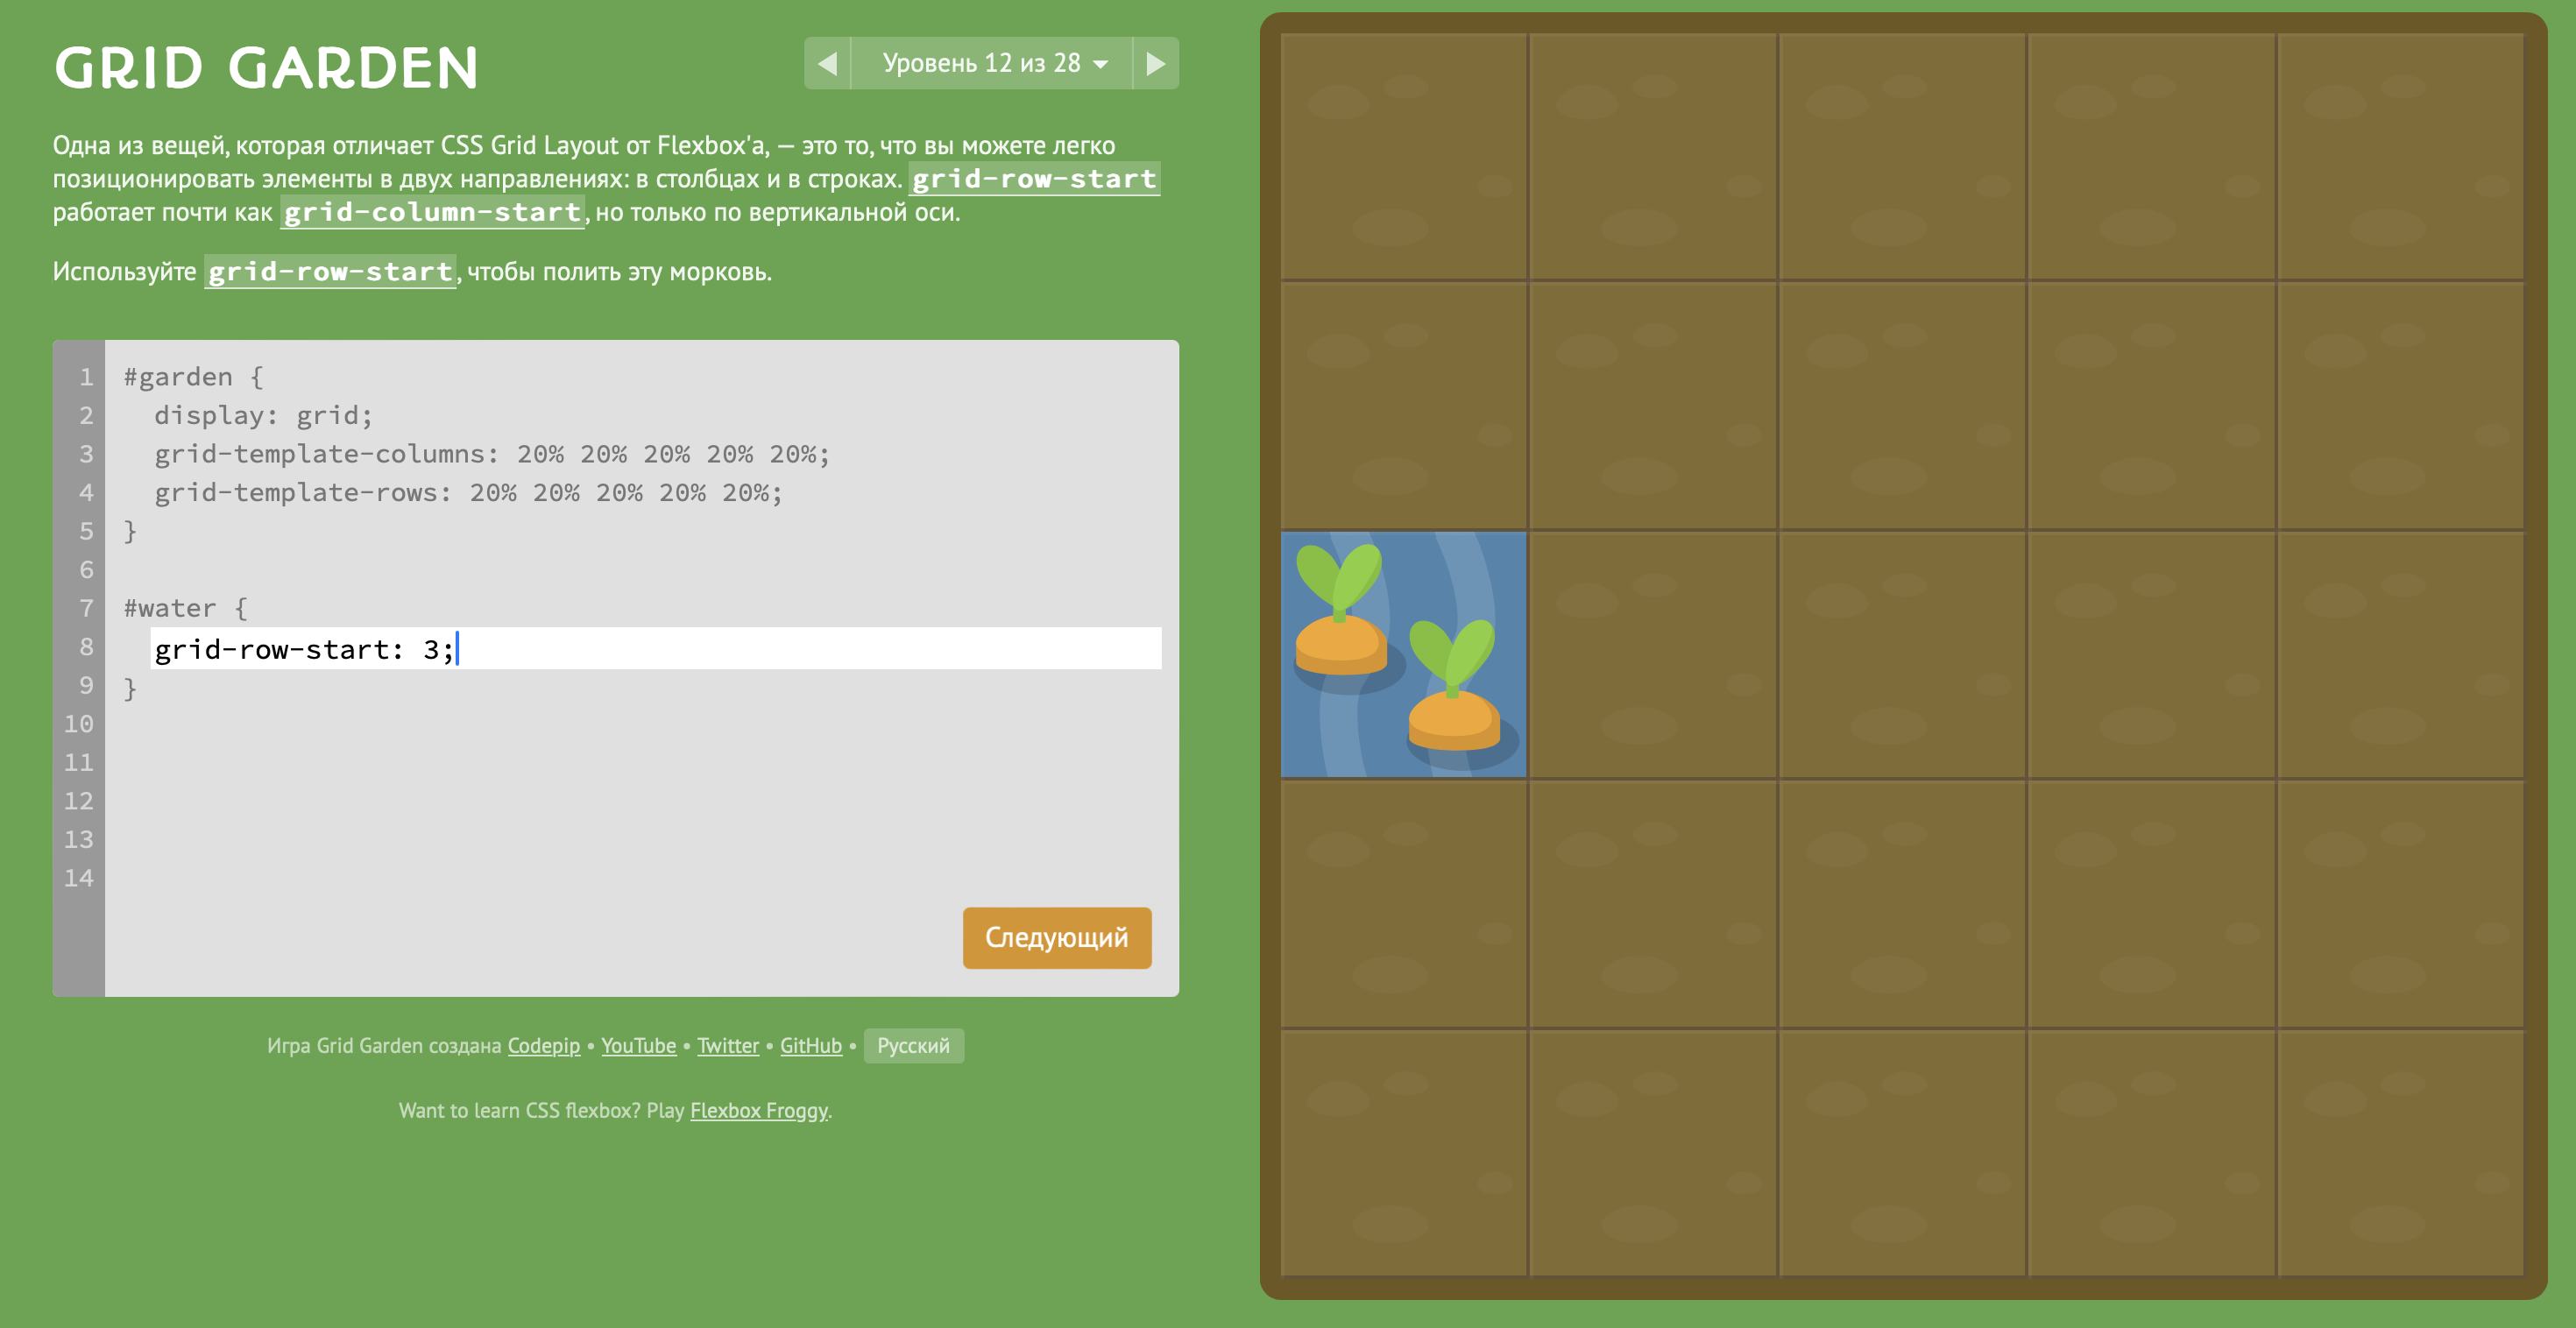 GRID GARDEN
Уровень 12 из 28
Одна из вещей, которая отличает CSS Grid Layout от Flexbox'а, — это то, что вы можете легко
позиционировать элементы в двух направлениях: в столбцах и в строках. grid-row-start
работает почти как grid-column-start, но только по вертикальной оси.
Используйте grid-row-start, чтобы полить эту морковь.
1 #garden {
2 display: grid;
3 grid-template-columns: 20% 20% 20% 20% 20%;
4 grid-template-rows: 20% 20% 20% 20% 20%;
5 }
6
7 #water {
8 grid-row-start: 3;
9 }
10
11
12
13
14
Следующий
Игра Grid Garden создана Codepip • YouTube • Twitter • GitHub • Русский
Want to learn CSS flexbox? Play Flexbox Froggy.